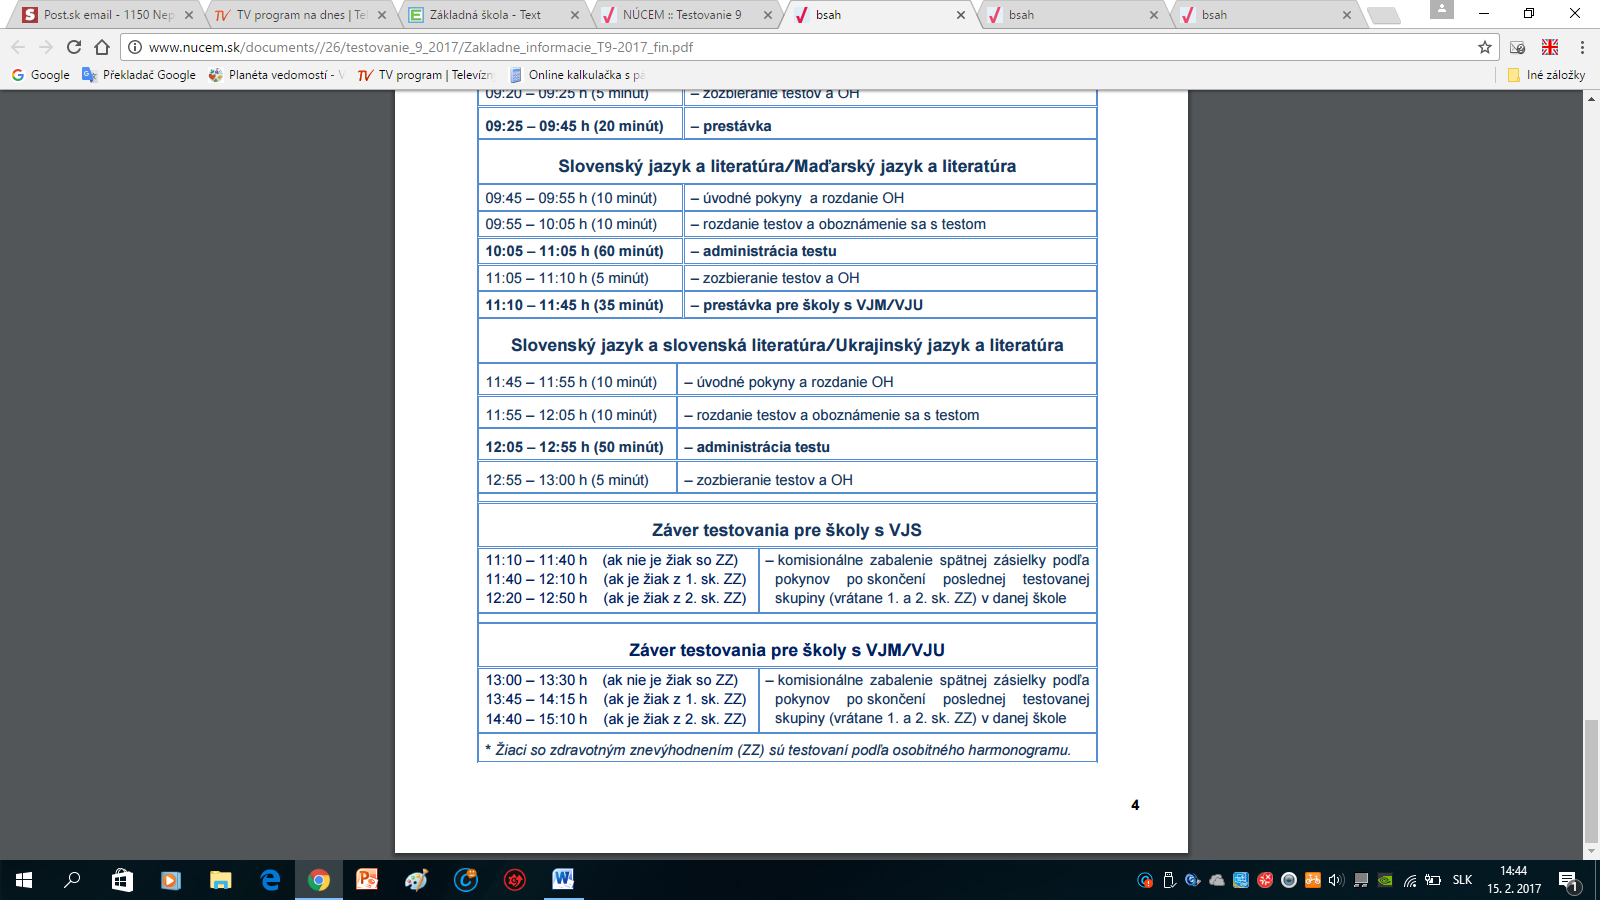 Post.sk email - 1150 Nep
TV program na dnes | Tel
Základná škola - Text
NÚCEM :: Testovanie 9
bsah
bsah
bsah
www.nucem.sk/documents//26/testovanie_9_2017/Zakladne_informacie_T9-2017_fin.pdf
Google
Překladač Google
Planéta vedomostí -
TV program | Televízn
Online kalkulačka s pa
Iné záložky
09:20 – 09:25 h (5 minút) – zozbieranie testov a OH
09:25 – 09:45 h (20 minút) – prestávka
Slovenský jazyk a literatúra/Maďarský jazyk a literatúra
09:45 – 09:55 h (10 minút) – úvodné pokyny a rozdanie OH
09:55 – 10:05 h (10 minút) – rozdanie testov a oboznámenie sa s testom
10:05 – 11:05 h (60 minút) – administrácia testu
11:05 – 11:10 h (5 minút) – zozbieranie testov a OH
11:10 – 11:45 h (35 minút) – prestávka pre školy s VJM/VJU
Slovenský jazyk a slovenská literatúra/Ukrajinský jazyk a literatúra
11:45 – 11:55 h (10 minút) – úvodné pokyny a rozdanie OH
11:55 – 12:05 h (10 minút) – rozdanie testov a oboznámenie sa s testom
12:05 – 12:55 h (50 minút) – administrácia testu
12:55 – 13:00 h (5 minút) – zozbieranie testov a OH
Záver testovania pre školy s VJS
11:10 – 11:40 h (ak nie je žiak so ZZ)
11:40 – 12:10 h (ak je žiak z 1. sk. ZZ)
12:20 – 12:50 h (ak je žiak z 2. sk. ZZ)
– komisionálne zabalenie spätnej zásielky podľa
pokynov po skončení poslednej testovanej
skupiny (vrátane 1. a 2. sk. ZZ) v danej škole
Záver testovania pre školy s VJM/VJU
13:00 – 13:30 h (ak nie je žiak so ZZ)
13:45 – 14:15 h (ak je žiak z 1. sk. ZZ)
14:40 – 15:10 h (ak je žiak z 2. sk. ZZ)
– komisionálne zabalenie spätnej zásielky podľa
pokynov po skončení poslednej testovanej
skupiny (vrátane 1. a 2. sk. ZZ) v danej škole
* Žiaci so zdravotným znevýhodnením (ZZ) sú testovaní podľa osobitného harmonogramu.
4
SLK
14:44
15. 2. 2017
1